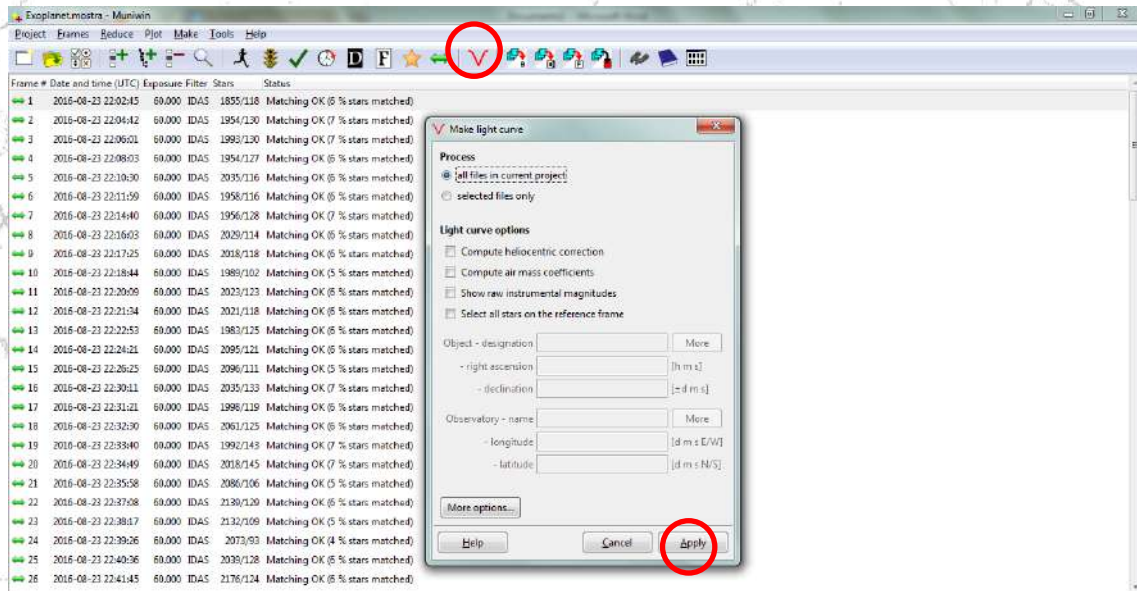 Exoplanet.mostra - Muniwin
Project Frames Reduce Plot Make Tools Help
D F
Frame # Date and time (UTC) Exposure Filter Stars Status
1 2016-08-23 22:02:45 60.000 IDAS 1855/118 Matching OK (6 % stars matched)
2 2016-08-23 22:04:42 60.000 IDAS 1954/130 Matching OK (7 % stars matched)
3 2016-08-23 22:06:01 60.000 IDAS 1993/130 Matching OK (7 % stars matched)
4 2016-08-23 22:08:03 60.000 IDAS 1954/127 Matching OK (6 % stars matched)
5 2016-08-23 22:10:30 60.000 IDAS 2035/116 Matching OK (6 % stars matched)
6 2016-08-23 22:11:59 60.000 IDAS 1958/116 Matching OK (6 % stars matched)
7 2016-08-23 22:14:40 60.000 IDAS 1956/128 Matching OK (7 % stars matched)
8 2016-08-23 22:16:03 60.000 IDAS 2029/114 Matching OK (6 % stars matched)
9 2016-08-23 22:17:25 60.000 IDAS 2018/118 Matching OK (6 % stars matched)
10 2016-08-23 22:18:44 60.000 IDAS 1989/102 Matching OK (5 % stars matched)
11 2016-08-23 22:20:09 60.000 IDAS 2023/123 Matching OK (6 % stars matched)
12 2016-08-23 22:21:34 60.000 IDAS 2021/118 Matching OK (6 % stars matched)
13 2016-08-23 22:22:53 60.000 IDAS 1983/125 Matching OK (6 % stars matched)
14 2016-08-23 22:24:21 60.000 IDAS 2095/121 Matching OK (6 % stars matched)
15 2016-08-23 22:26:25 60.000 IDAS 2096/111 Matching OK (5 % stars matched)
16 2016-08-23 22:30:11 60.000 IDAS 2035/133 Matching OK (7 % stars matched)
17 2016-08-23 22:31:21 60.000 IDAS 1998/119 Matching OK (6 % stars matched)
18 2016-08-23 22:32:30 60.000 IDAS 2061/125 Matching OK (6 % stars matched)
19 2016-08-23 22:33:40 60.000 IDAS 1992/143 Matching OK (7 % stars matched)
20 2016-08-23 22:34:49 60.000 IDAS 2018/145 Matching OK (7 % stars matched)
21 2016-08-23 22:35:58 60.000 IDAS 2086/106 Matching OK (5 % stars matched)
22 2016-08-23 22:37:08 60.000 IDAS 2139/129 Matching OK (6 % stars matched)
23 2016-08-23 22:38:17 60.000 IDAS 2132/109 Matching OK (5 % stars matched)
24 2016-08-23 22:39:26 60.000 IDAS 2073/93 Matching OK (4 % stars matched)
25 2016-08-23 22:40:36 60.000 IDAS 2039/128 Matching OK (6 % stars matched)
26 2016-08-23 22:41:45 60.000 IDAS 2176/124 Matching OK (6 % stars matched)
Make light curve
Process
all files in current project
selected files only
Light curve options
Compute heliocentric correction
Compute air mass coefficients
Show raw instrumental magnitudes
Select all stars on the reference frame
Object - designation More
- right ascension [h m s]
- declination [±d m s]
Observatory - name More
- longitude [d m s E/W]
- latitude [d m s N/S]
More options...
Help Cancel Apply